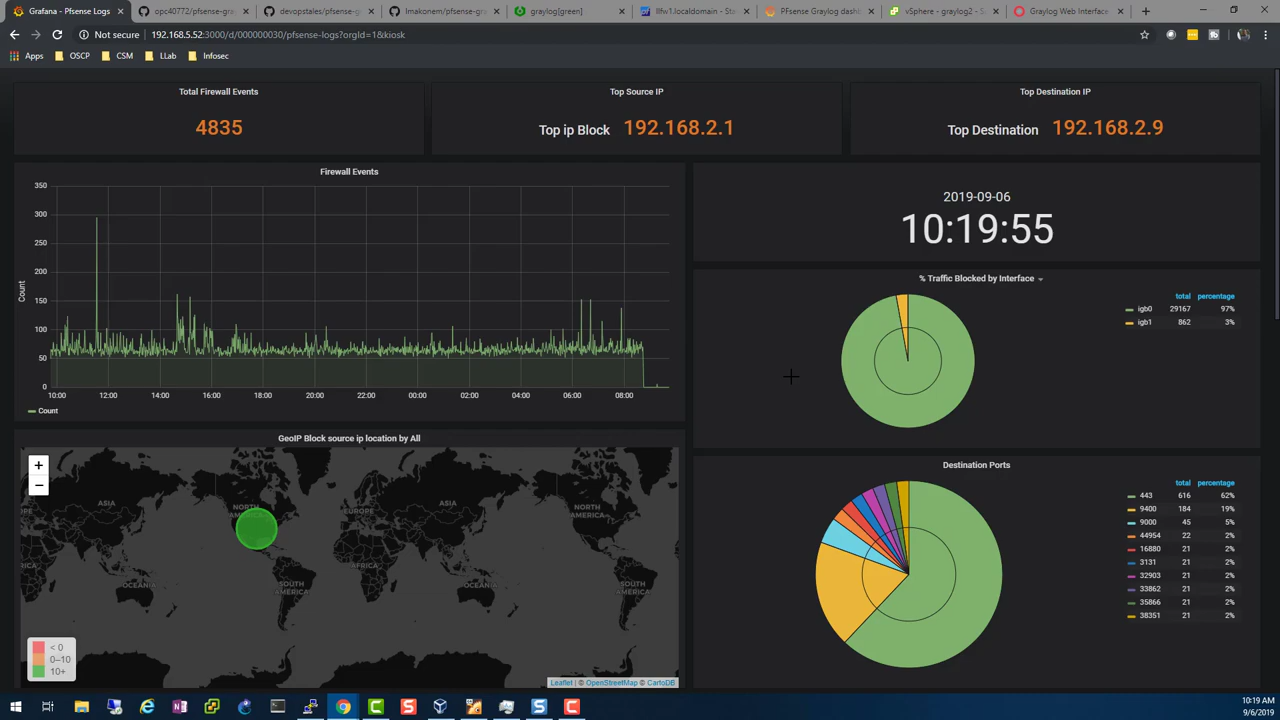 Grafana - Pfsense Logs
opc40772/pfsense-gra
devopstales/pfsense-gr
lmakonem/pfsense-gra
graylog[green]
lllfw1.localdomain - Sta
PFsense Graylog dashb
vSphere - graylog2 - Su
Graylog Web Interface
Not secure 192.168.5.52:3000/d/000000030/pfsense-logs?orgId=1&kiosk
Apps OSCP CSM LLab Infosec
Total Firewall Events
4835
Top Source IP
Top ip Block 192.168.2.1
Top Destination IP
Top Destination 192.168.2.9
Firewall Events
350
300
250
200
150
100
50
0
Count
10:00 12:00 14:00 16:00 18:00 20:00 22:00 00:00 02:00 04:00 06:00 08:00
Count
2019-09-06
10:19:55
% Traffic Blocked by Interface
total percentage
igb0 29167 97%
igb1 862 3%
GeoIP Block source ip location by All
+
−
ASIA
NORTH AMERICA
EUROPE
ASIA
NORTH AMERICA
AFRICA
OCEANIA
SOUTH AMERICA
AFRICA
OCEANIA
SOUTH AMERICA
< 0
0–10
10+
Leaflet | © OpenStreetMap © CartoDB
Destination Ports
total percentage
443 616 62%
9400 184 19%
9000 45 5%
44954 22 2%
16880 21 2%
3131 21 2%
32903 21 2%
33862 21 2%
35866 21 2%
38351 21 2%
10:19 AM
9/6/2019